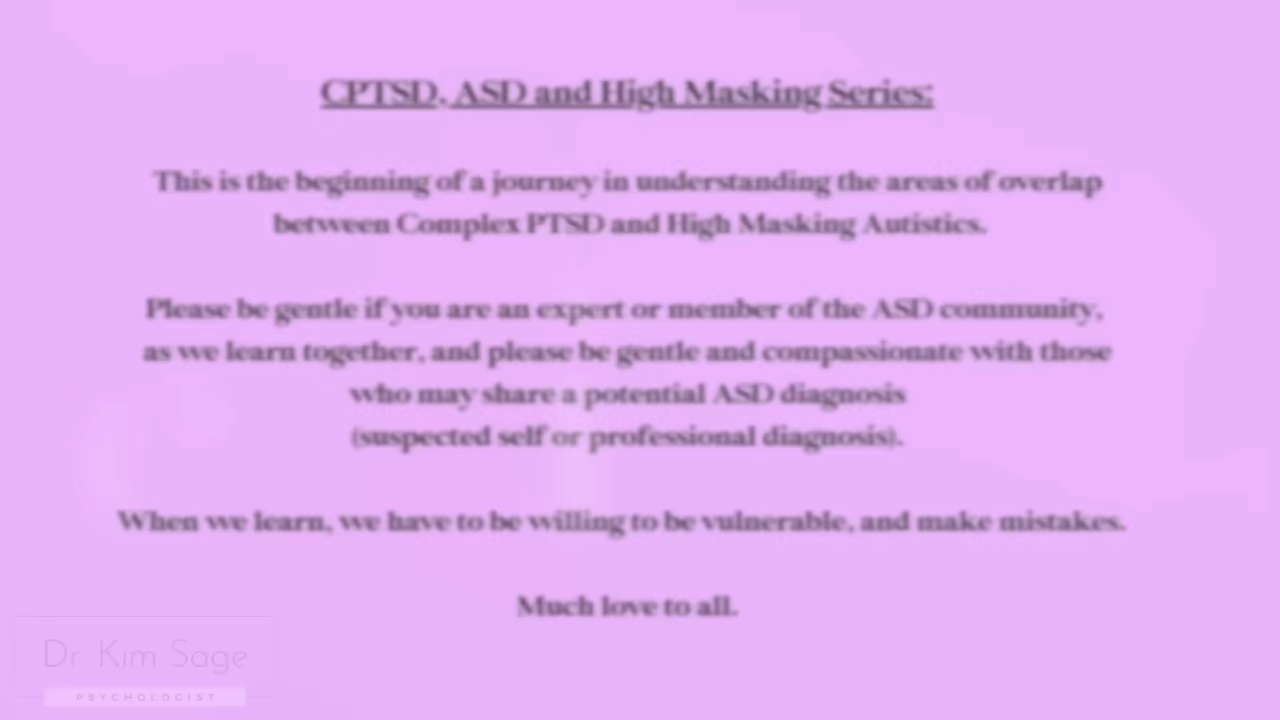 CPTSD, ASD and High Masking Series:
This is the beginning of a journey in understanding the areas of overlap
between Complex PTSD and High Masking Autistics.
Please be gentle if you are an expert or member of the ASD community,
as we learn together, and please be gentle and compassionate with those
who may share a potential ASD diagnosis
(suspected self or professional diagnosis).
When we learn, we have to be willing to be vulnerable, and make mistakes.
Much love to all.
Dr Kim Sage
PSYCHOLOGIST